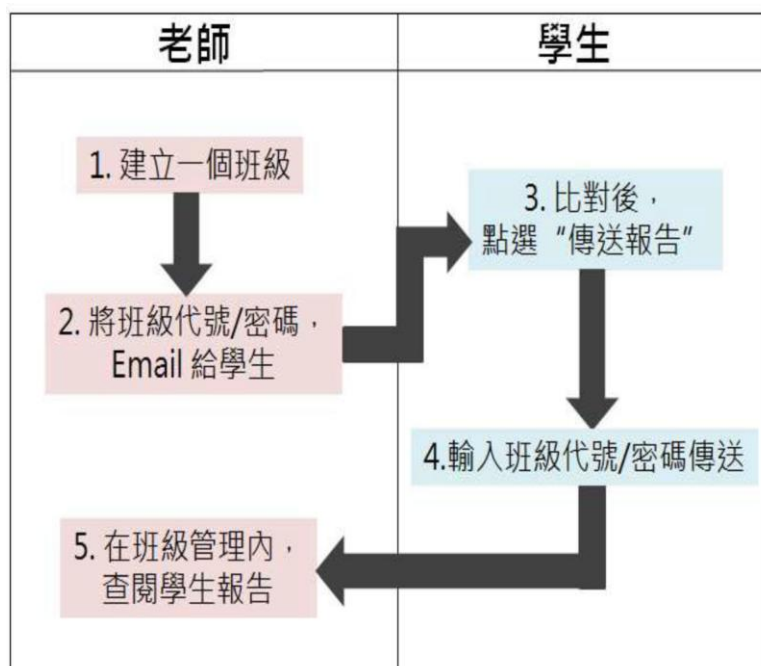 老師
學生
1. 建立一個班級
2. 將班級代號/密碼，
Email 給學生
3. 比對後，
點選“傳送報告”
4.輸入班級代號/密碼傳送
5. 在班級管理內，
查閱學生報告